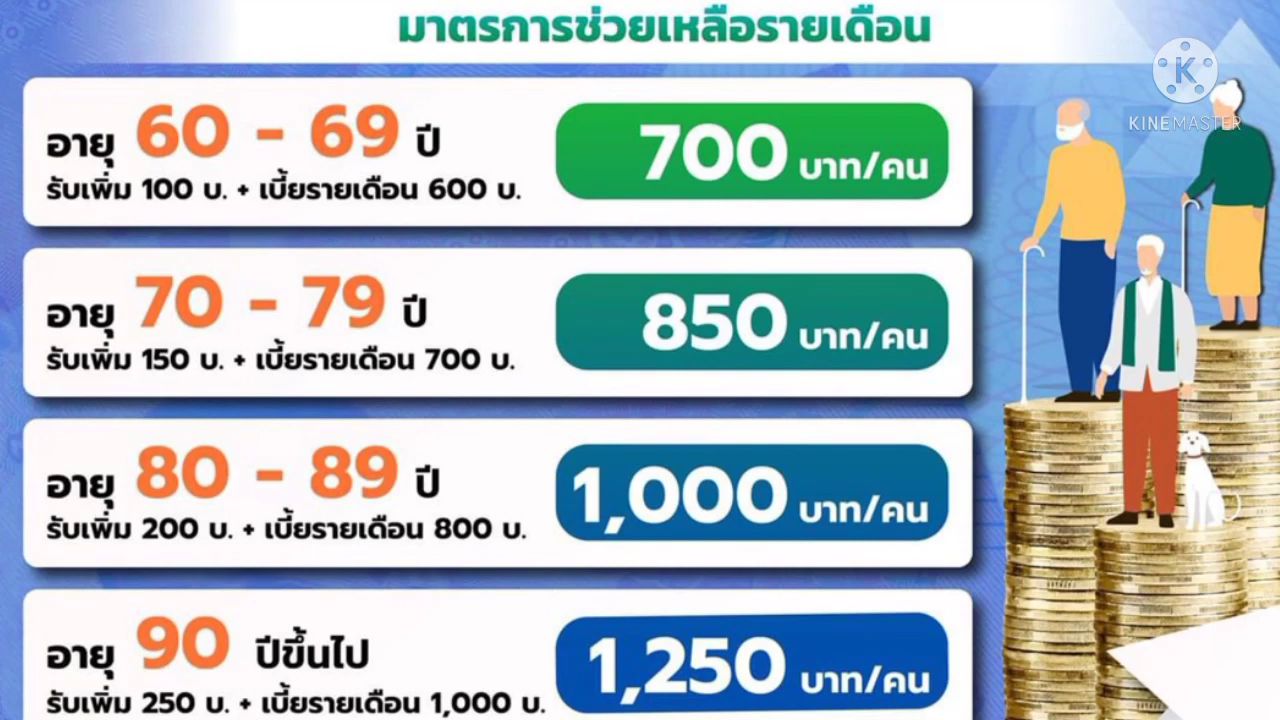 มาตรการช่วยเหลือรายเดือน
K
KINEMASTER
อายุ 60 - 69 ปี
รับเพิ่ม 100 บ. + เบี้ยรายเดือน 600 บ.
700 บาท/คน
อายุ 70 - 79 ปี
รับเพิ่ม 150 บ. + เบี้ยรายเดือน 700 บ.
850 บาท/คน
อายุ 80 - 89 ปี
รับเพิ่ม 200 บ. + เบี้ยรายเดือน 800 บ.
1,000 บาท/คน
อายุ 90 ปีขึ้นไป
รับเพิ่ม 250 บ. + เบี้ยรายเดือน 1,000 บ.
1,250 บาท/คน